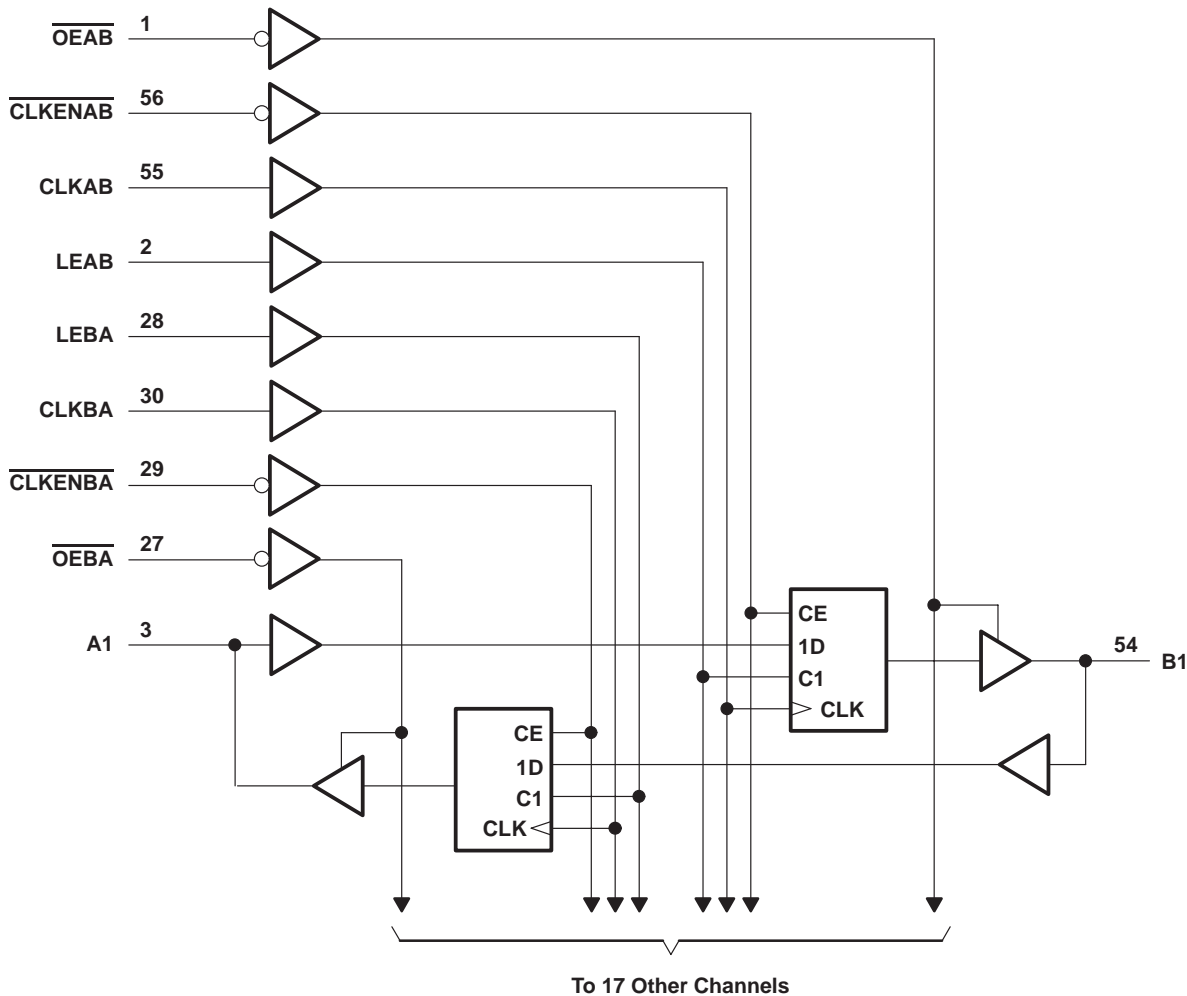 OEAB 1
CLKENAB 56
CLKAB 55
LEAB 2
LEBA 28
CLKBA 30
CLKENBA 29
OEBA 27
A1 3
CE
1D
C1
CLK
54 B1
CE
1D
C1
CLK
To 17 Other Channels